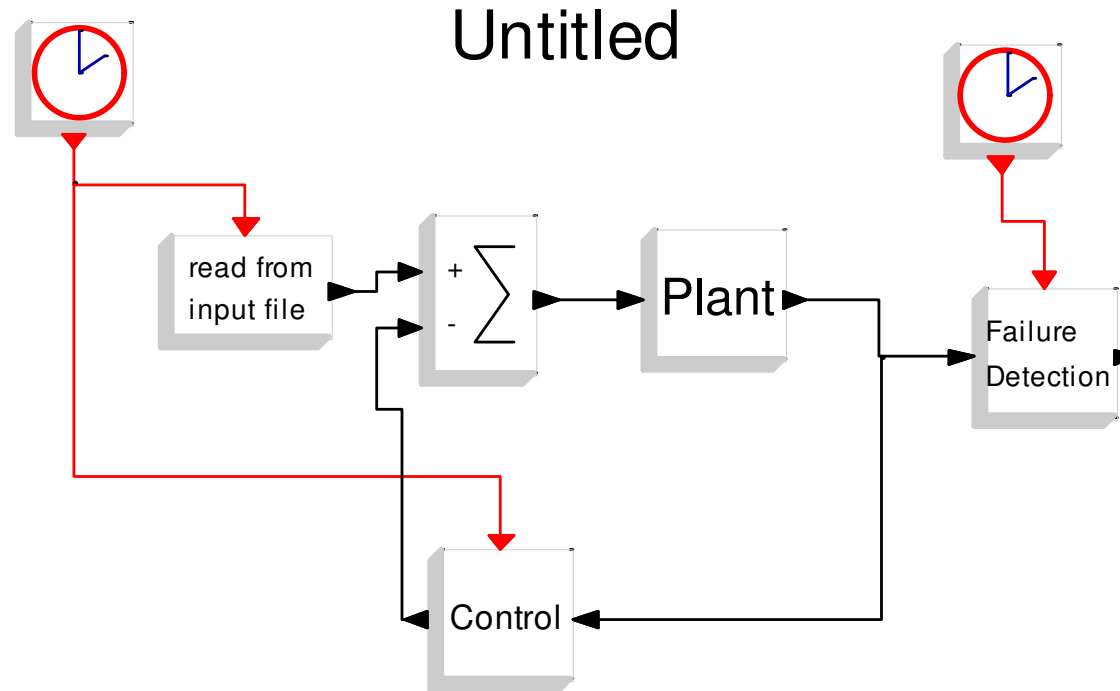 Untitled
read from
input file
+
-
Plant
Failure
Detection
Control